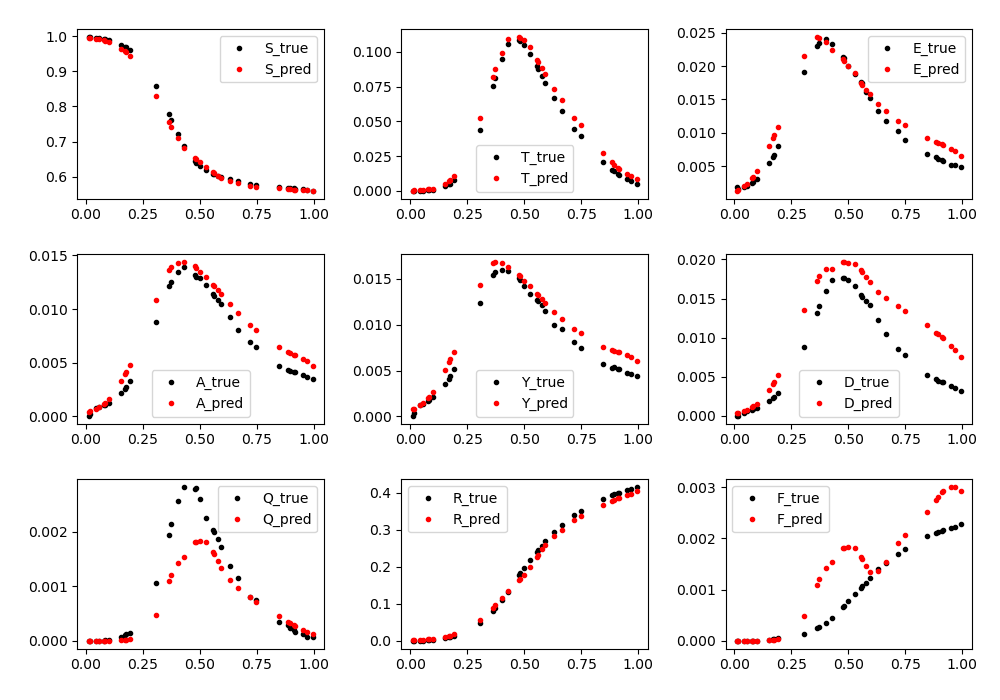 1.0
0.9
0.8
0.7
0.6
0.00 0.25 0.50 0.75 1.00
S_true
S_pred
0.100
0.075
0.050
0.025
0.000
0.00 0.25 0.50 0.75 1.00
T_true
T_pred
0.025
0.020
0.015
0.010
0.005
0.00 0.25 0.50 0.75 1.00
E_true
E_pred
0.015
0.010
0.005
0.000
0.00 0.25 0.50 0.75 1.00
A_true
A_pred
0.015
0.010
0.005
0.000
0.00 0.25 0.50 0.75 1.00
Y_true
Y_pred
0.020
0.015
0.010
0.005
0.000
0.00 0.25 0.50 0.75 1.00
D_true
D_pred
0.002
0.001
0.000
0.00 0.25 0.50 0.75 1.00
Q_true
Q_pred
0.4
0.3
0.2
0.1
0.0
0.00 0.25 0.50 0.75 1.00
R_true
R_pred
0.003
0.002
0.001
0.000
0.00 0.25 0.50 0.75 1.00
F_true
F_pred